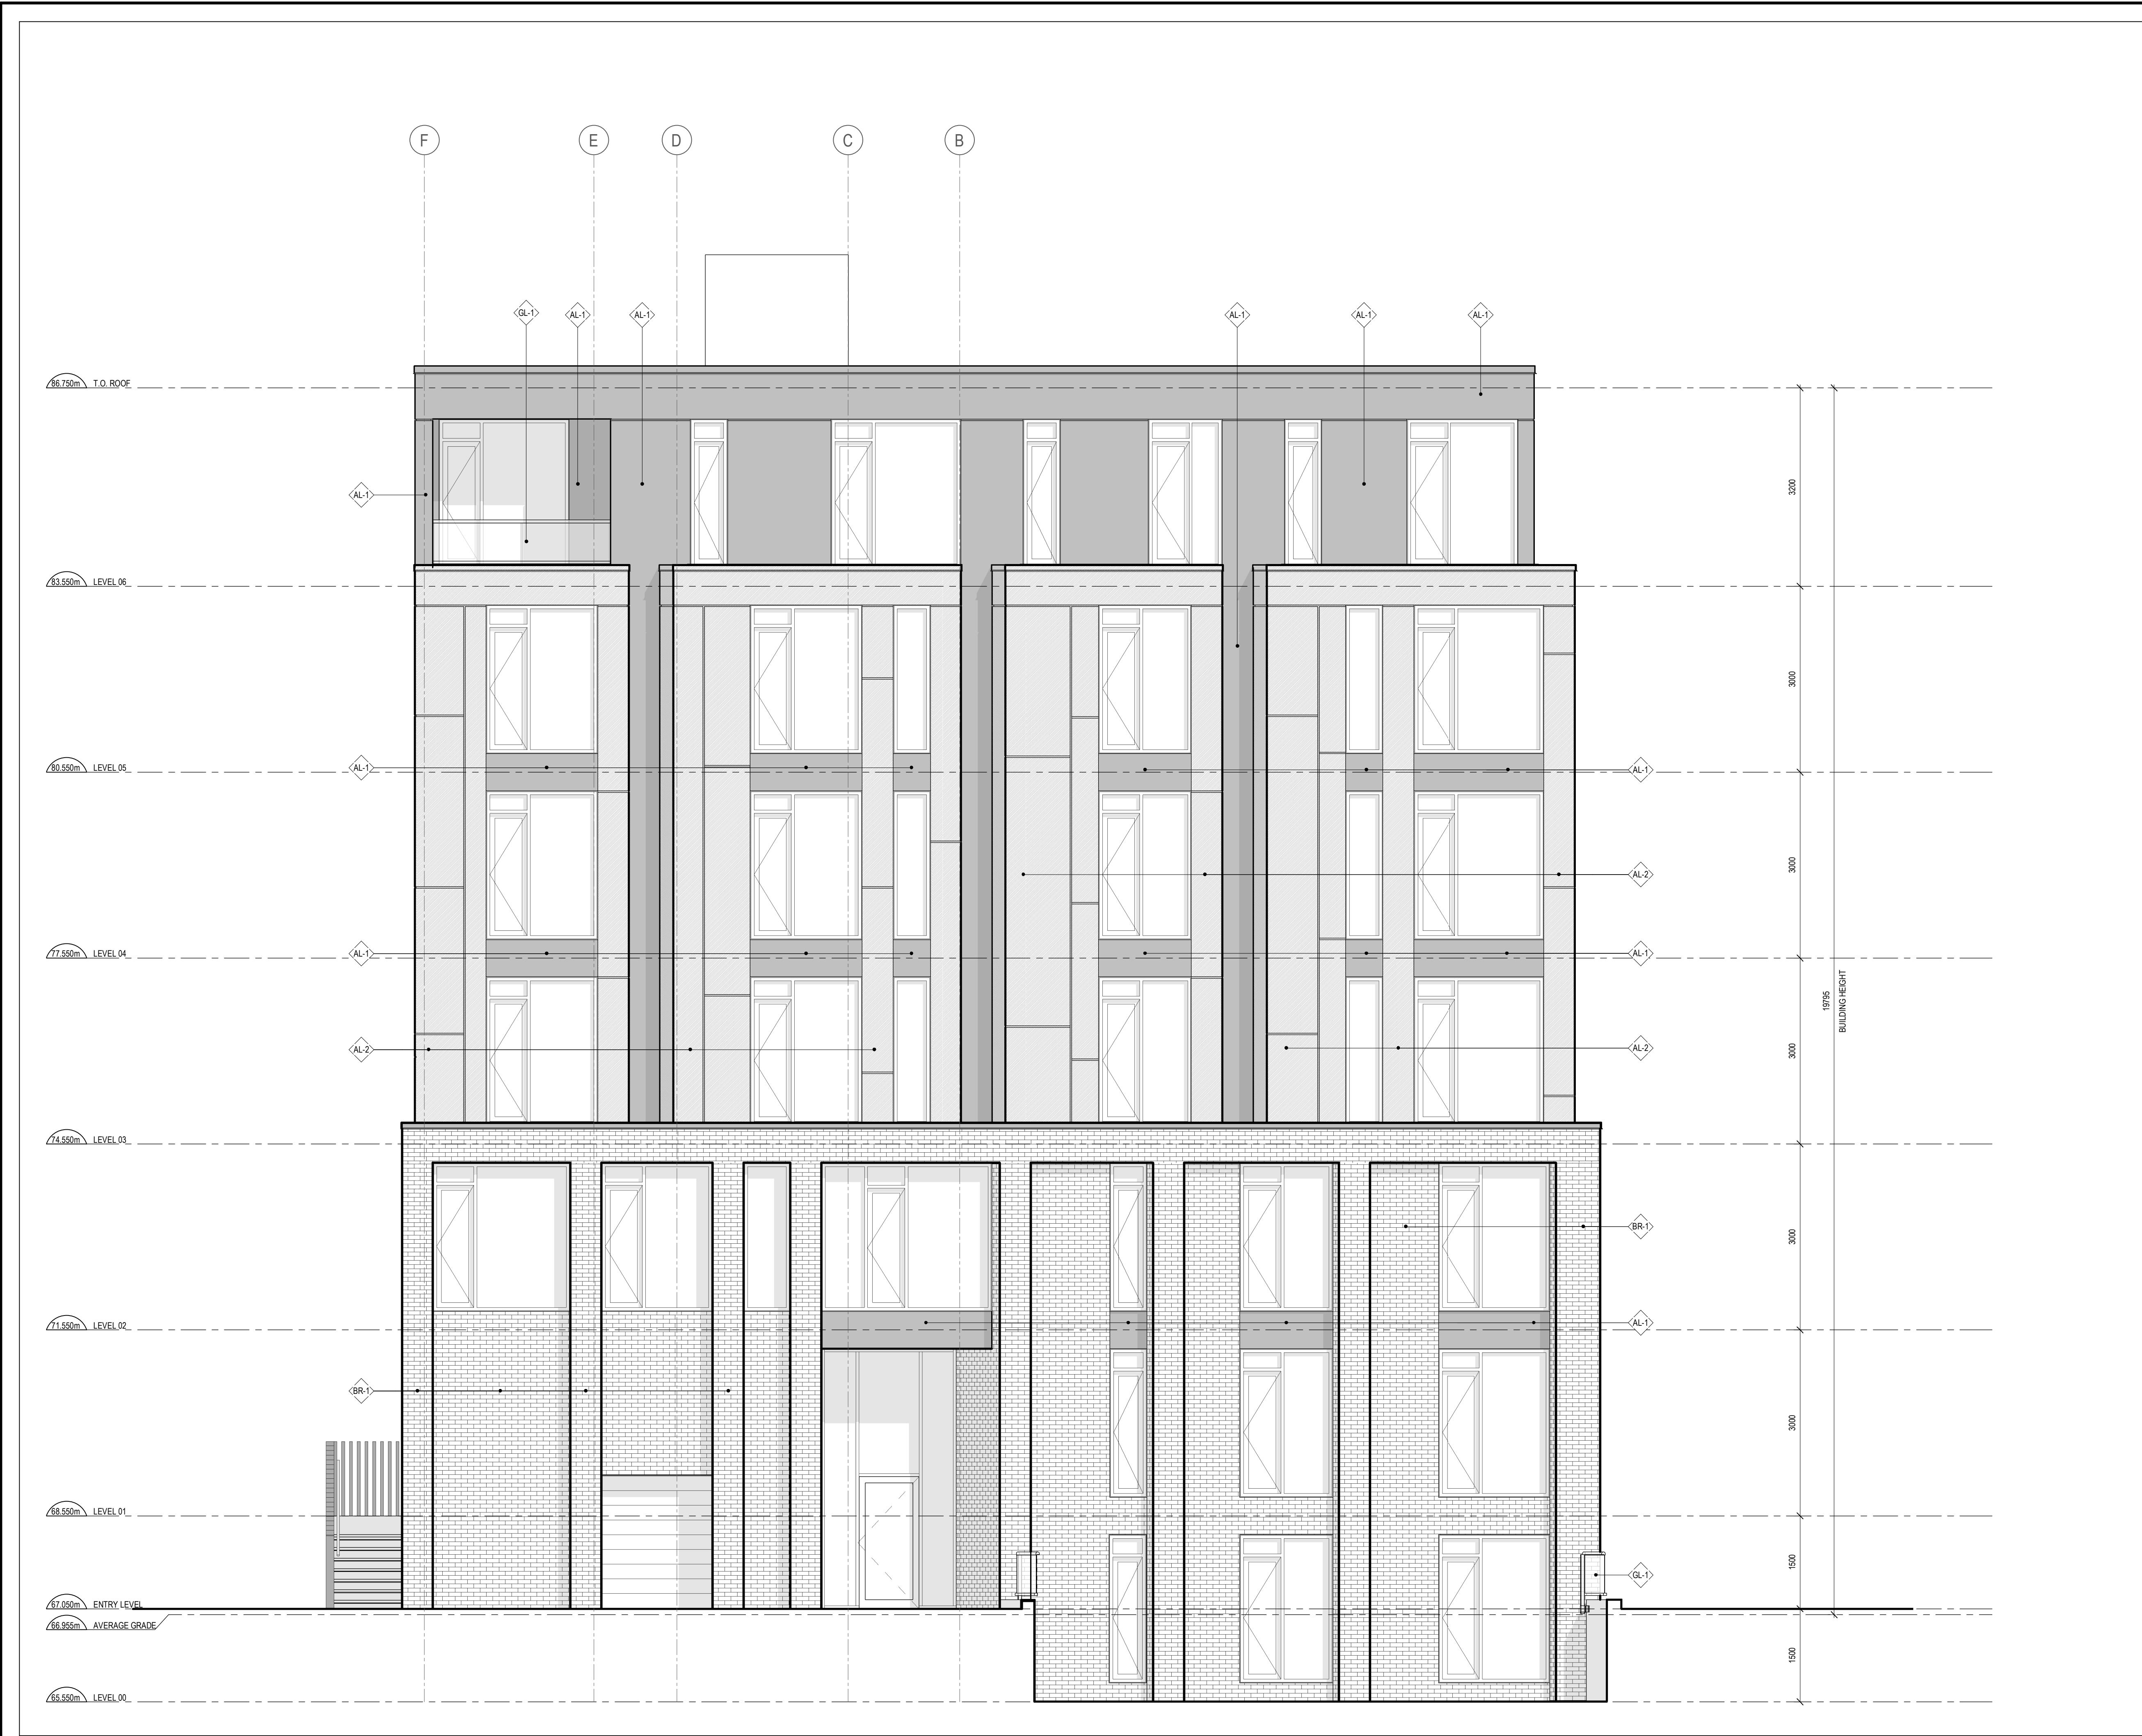 F
E
D
C
B
GL-1
AL-1
AL-1
AL-1
AL-1
AL-1
86.750m T.O. ROOF
3200
AL-1
83.550m LEVEL 06
3000
80.550m LEVEL 05
AL-1
AL-1
3000
AL-2
77.550m LEVEL 04
AL-1
AL-1
19795
BUILDING HEIGHT
3000
AL-2
AL-2
74.550m LEVEL 03
BR-1
3000
71.550m LEVEL 02
AL-1
BR-1
3000
68.550m LEVEL 01
1500
GL-1
67.050m ENTRY LEVEL
66.955m AVERAGE GRADE
1500
65.550m LEVEL 00